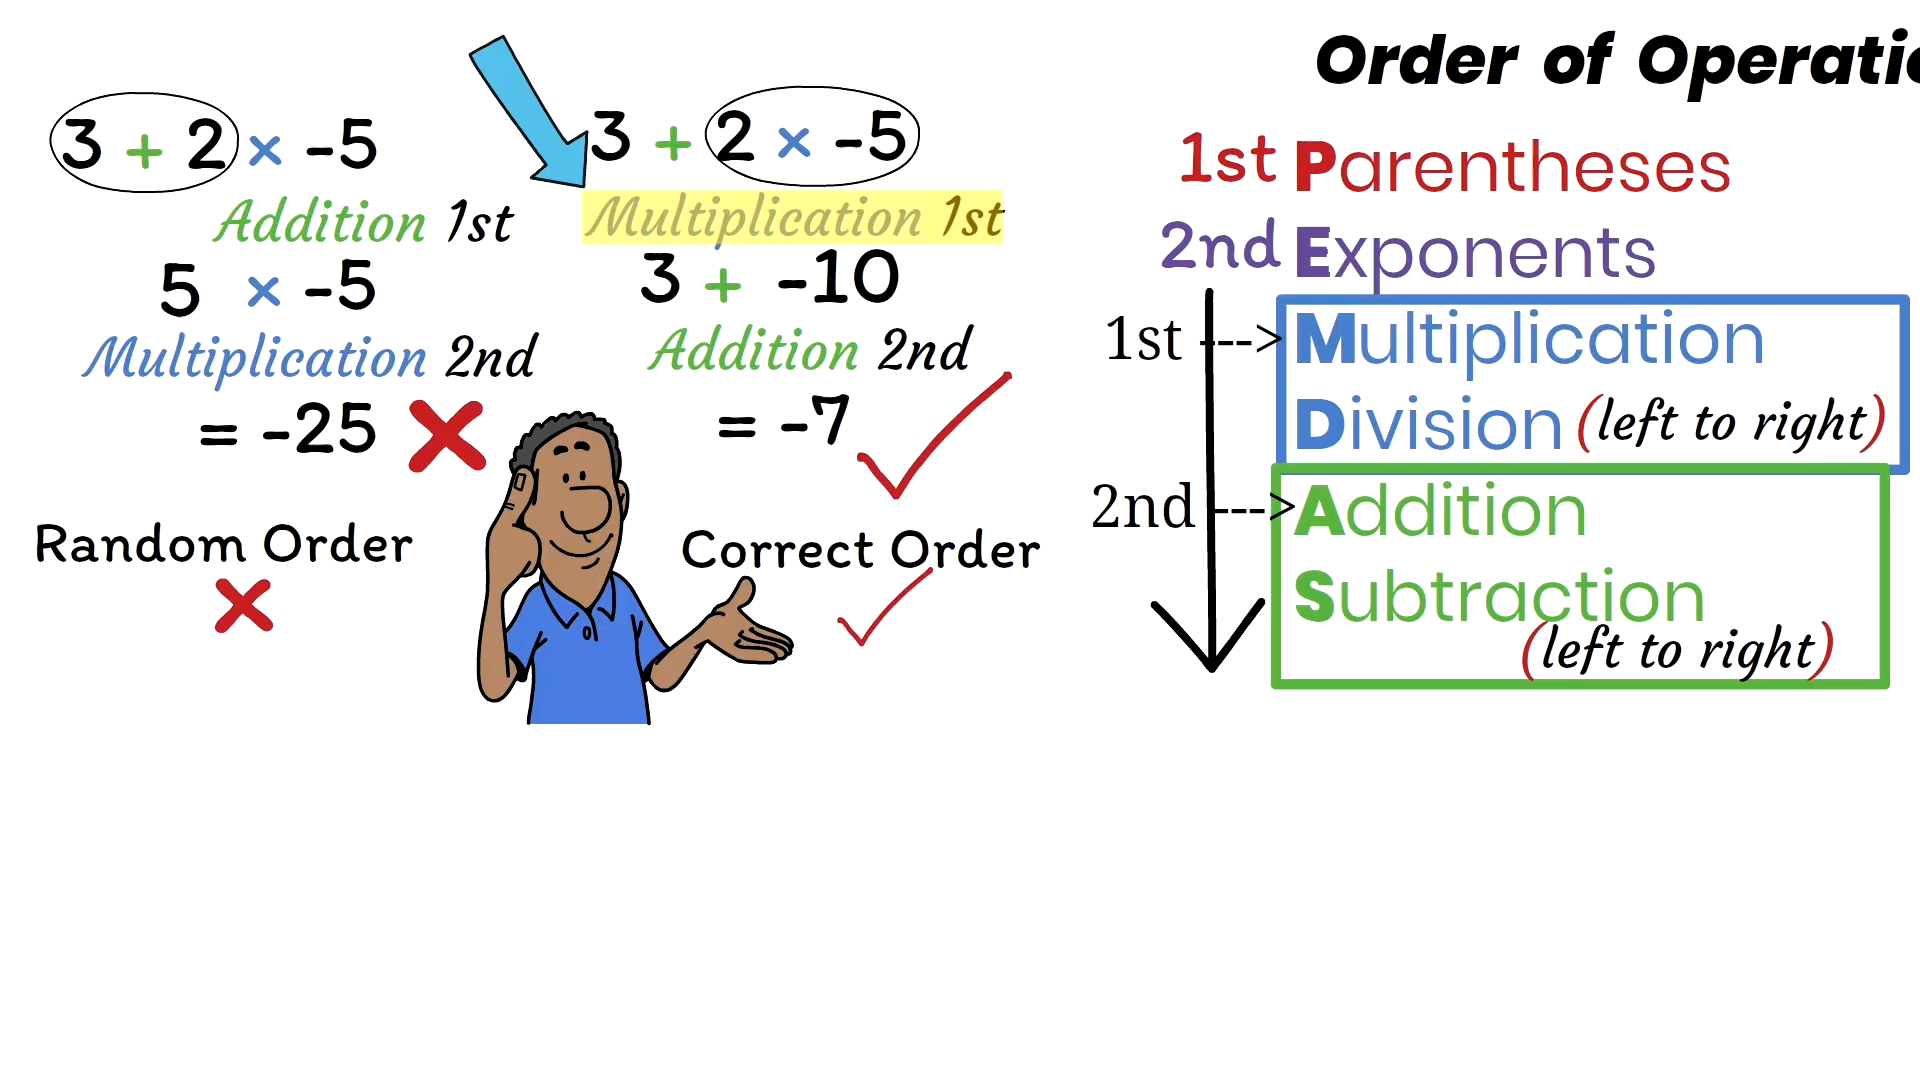 3 + 2 × -5
Addition 1st
5 × -5
Multiplication 2nd
= -25
Random Order
3 + 2 × -5
Multiplication 1st
3 + -10
Addition 2nd
= -7
Correct Order
Order of Operatio
1st Parentheses
2nd Exponents
1st ---> Multiplication
Division (left to right)
2nd ---> Addition
Subtraction
(left to right)